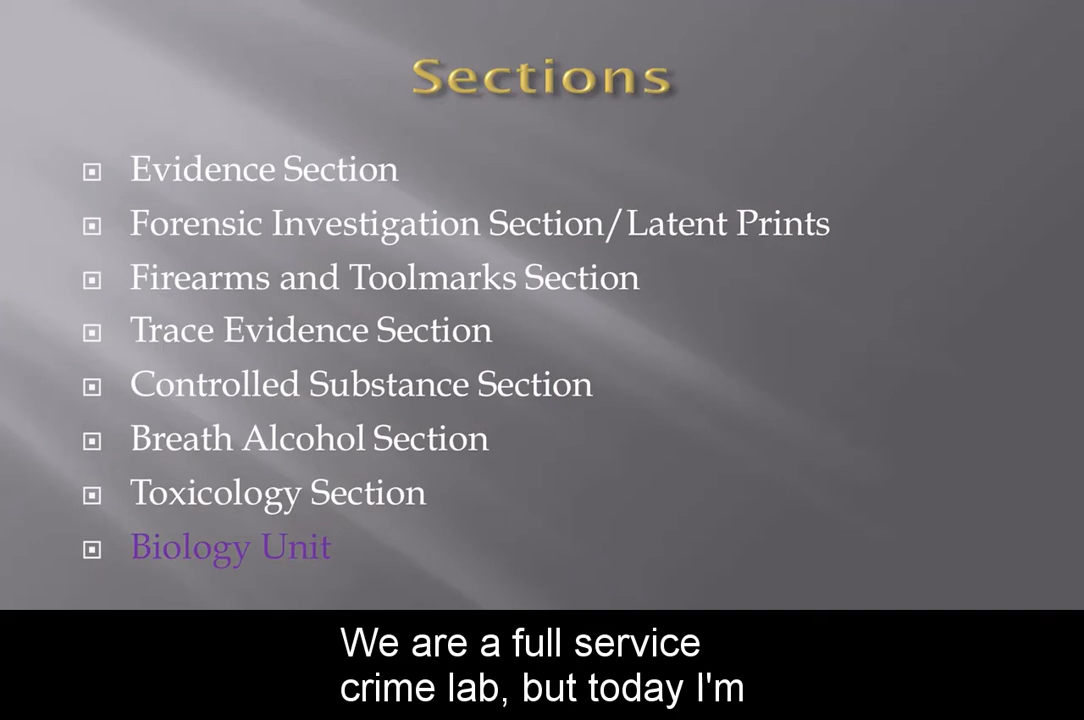 Sections
Evidence Section
Forensic Investigation Section/Latent Prints
Firearms and Toolmarks Section
Trace Evidence Section
Controlled Substance Section
Breath Alcohol Section
Toxicology Section
Biology Unit
We are a full service
crime lab, but today I'm